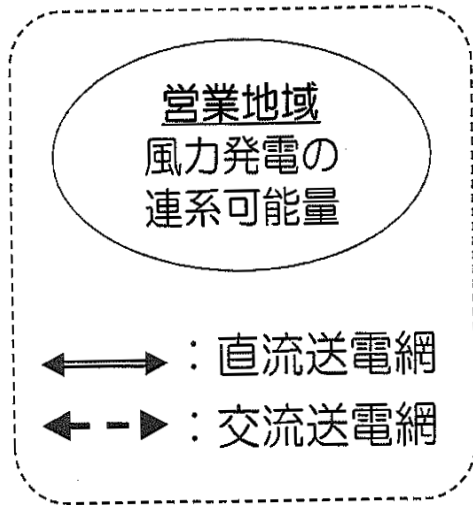 営業地域
風力発電の
連系可能量
：直流送電網
：交流送電網